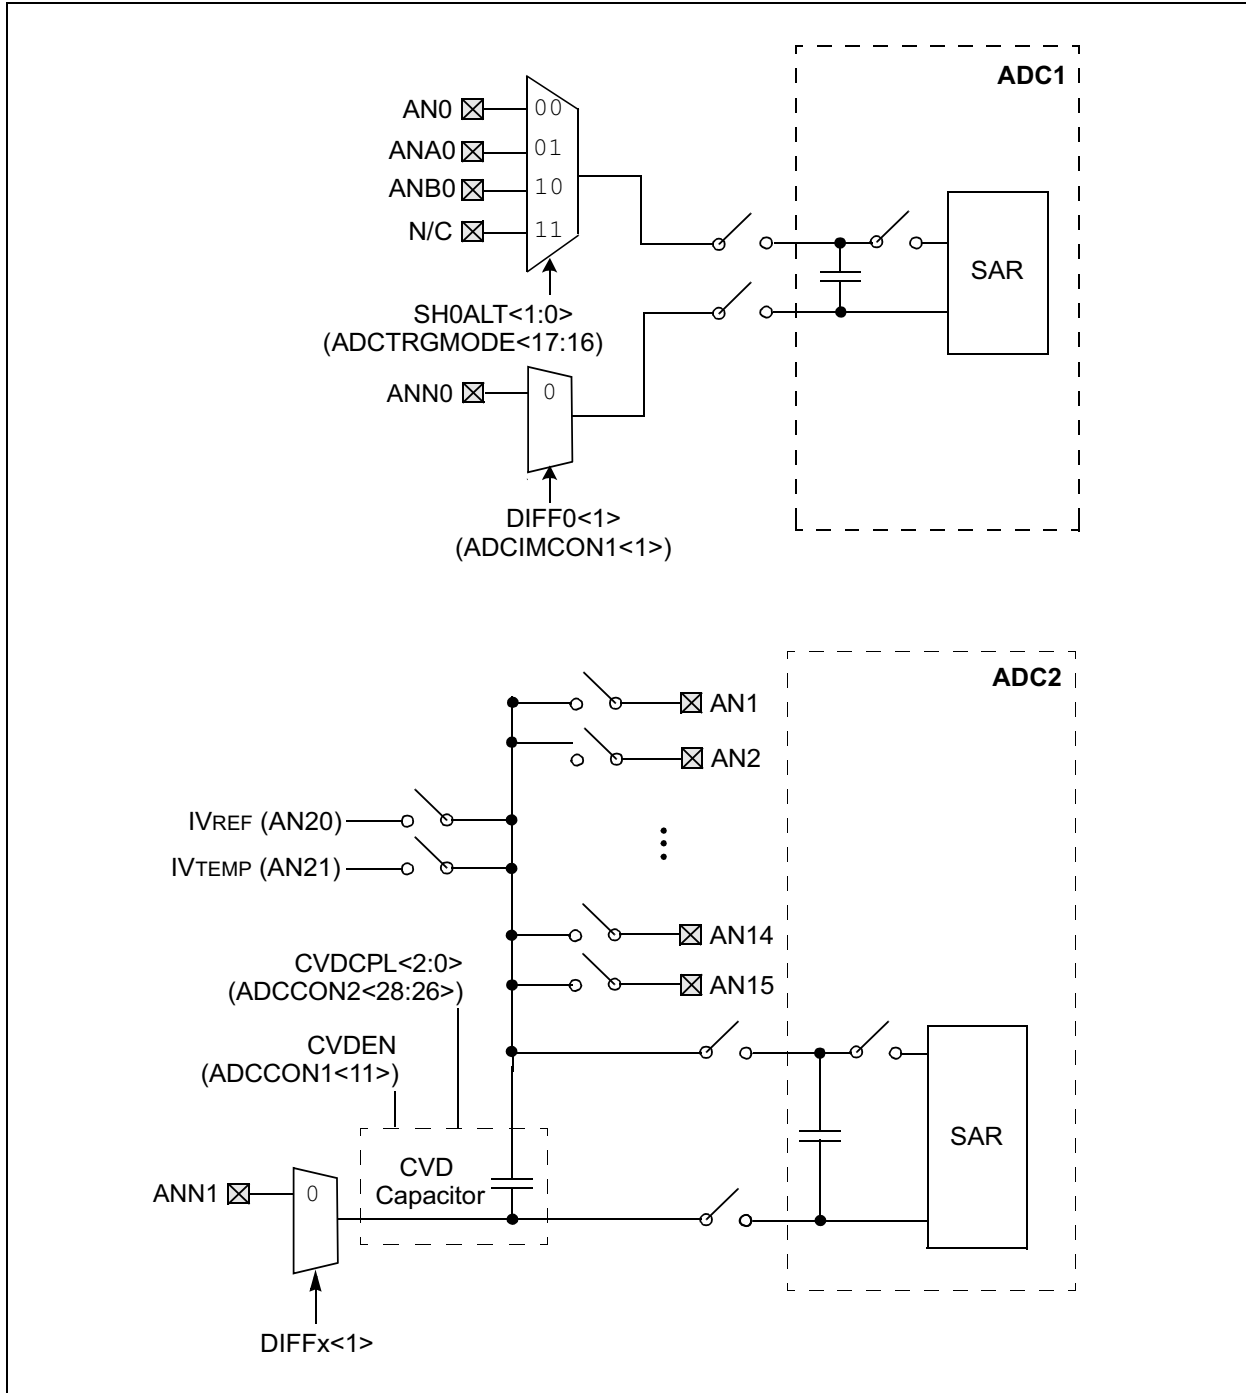 ADC1
AN0
00
ANA0
01
ANB0
10
N/C
11
SAR
SH0ALT<1:0>
(ADCTRGMODE<17:16)
ANN0
0
DIFF0<1>
(ADCIMCON1<1>)
ADC2
AN1
AN2
IVREF (AN20)
IVTEMP (AN21)
AN14
CVDCPL<2:0>
(ADCCON2<28:26>)
AN15
CVDEN
(ADCCON1<11>)
SAR
CVD
Capacitor
ANN1
0
DIFFx<1>